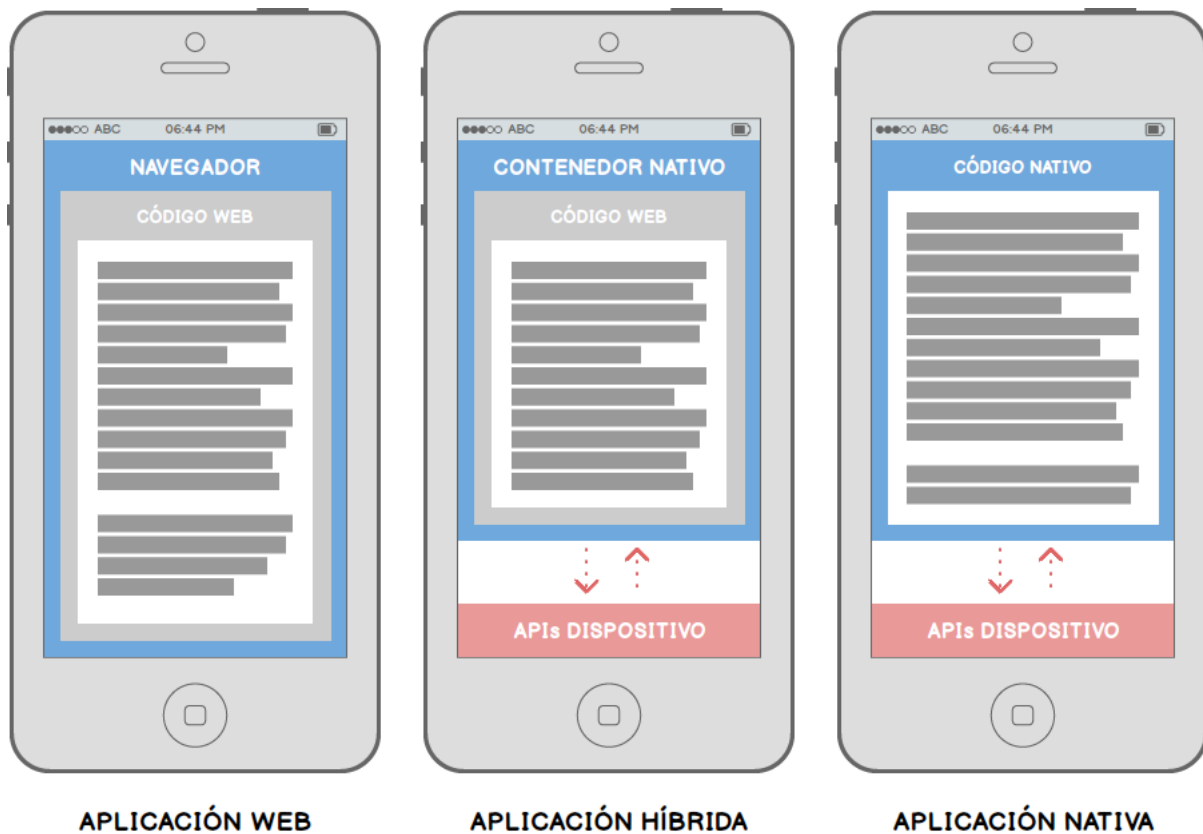 ABC 06:44 PM
NAVEGADOR
CÓDIGO WEB
APLICACIÓN WEB
ABC 06:44 PM
CONTENEDOR NATIVO
CÓDIGO WEB
APIs DISPOSITIVO
APLICACIÓN HÍBRIDA
ABC 06:44 PM
CÓDIGO NATIVO
APIs DISPOSITIVO
APLICACIÓN NATIVA